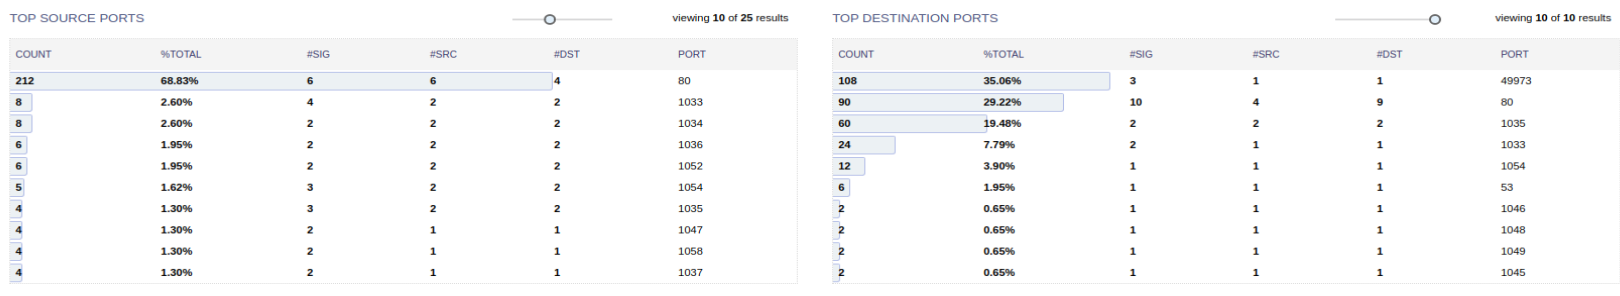 TOP SOURCE PORTS viewing 10 of 25 results
COUNT %TOTAL #SIG #SRC #DST PORT
212 68.83% 6 6 4 80
8 2.60% 4 2 2 1033
8 2.60% 2 2 2 1034
6 1.95% 2 2 2 1036
6 1.95% 2 2 2 1052
5 1.62% 3 2 2 1054
4 1.30% 3 2 2 1035
4 1.30% 2 1 1 1047
4 1.30% 2 1 1 1058
4 1.30% 2 1 1 1037
TOP DESTINATION PORTS viewing 10 of 10 results
COUNT %TOTAL #SIG #SRC #DST PORT
108 35.06% 3 1 1 49973
90 29.22% 10 4 9 80
60 19.48% 2 2 2 1035
24 7.79% 2 1 1 1033
12 3.90% 1 1 1 1054
6 1.95% 1 1 1 53
2 0.65% 1 1 1 1046
2 0.65% 1 1 1 1048
2 0.65% 1 1 1 1049
2 0.65% 1 1 1 1045